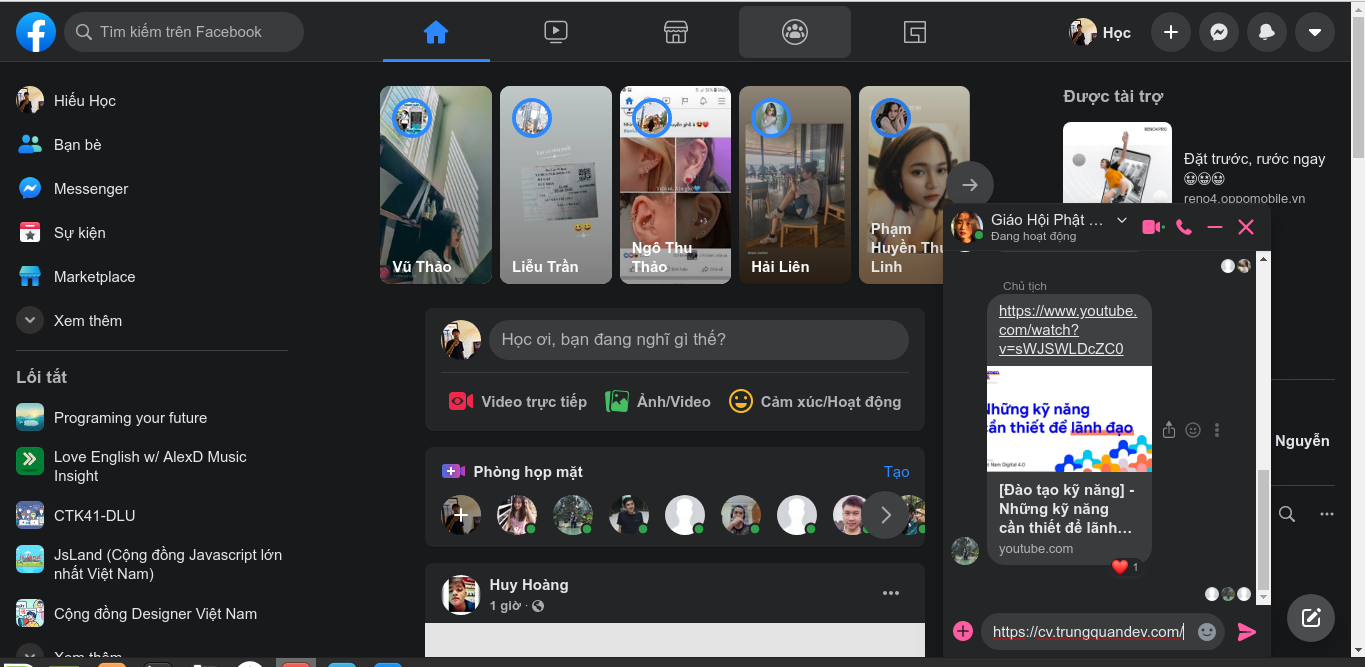 Tìm kiếm trên Facebook
Học
Hiếu Học
Bạn bè
Messenger
Sự kiện
Marketplace
Xem thêm
Lối tắt
Programing your future
Love English w/ AlexD Music
Insight
CTK41-DLU
JsLand (Cộng đồng Javascript lớn
nhất Việt Nam)
Cộng đồng Designer Việt Nam
Xem thêm
Vũ Thảo
Liễu Trần
Ngô Thu
Thảo
Hải Liên
Phạm
Huyền Thu
Linh
Học ơi, bạn đang nghĩ gì thế?
Video trực tiếp
Ảnh/Video
Cảm xúc/Hoạt động
Phòng họp mặt
Tạo
Huy Hoàng
1 giờ ·
Được tài trợ
Đặt trước, rước ngay
😀😀😀
reno4.oppomobile.vn
Giáo Hội Phật ...
Đang hoạt động
Chủ tịch
https://www.youtube.
com/watch?
v=sWJSWLDcZC0
Những kỹ năng
cần thiết để lãnh đạo
Nam Digital 4.0
[Đào tạo kỹ năng] -
Những kỹ năng
cần thiết để lãnh…
youtube.com
1
Nguyễn
https://cv.trungquandev.com/